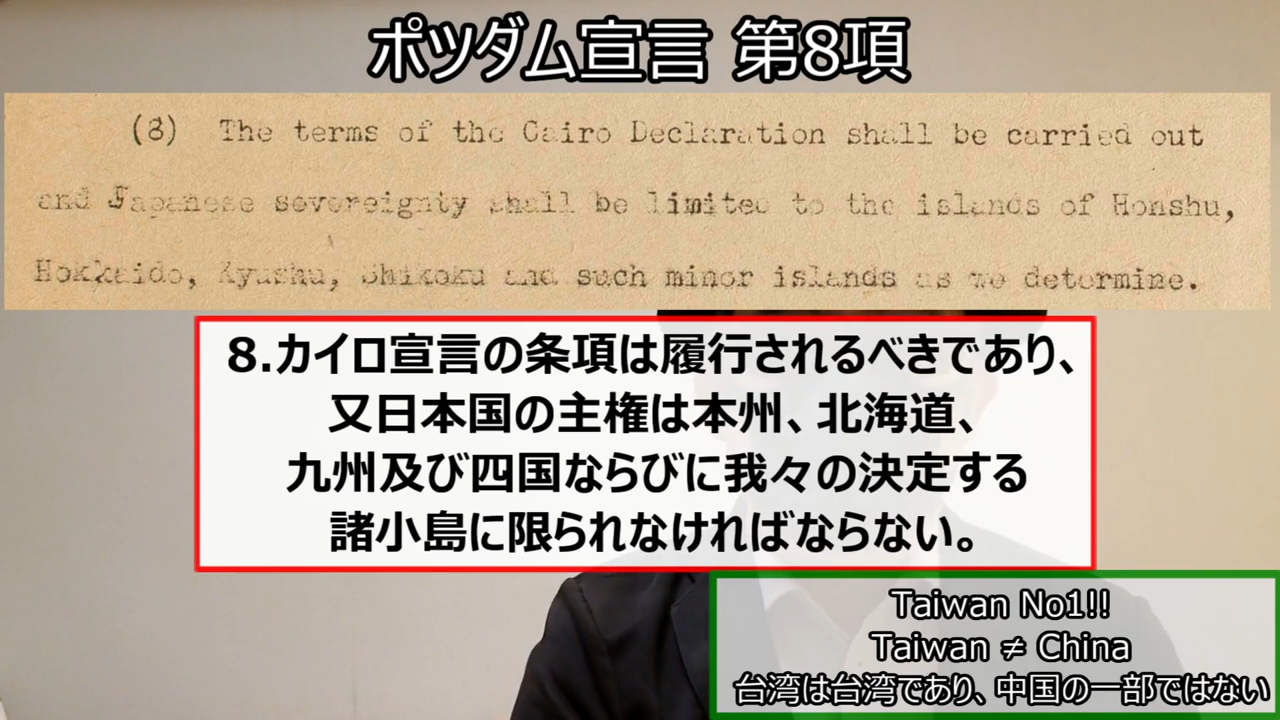 ポツダム宣言 第8項
(8) The terms of the Cairo Declaration shall be carried out
and Japanese sovereignty shall be limited to the islands of Honshu,
Hokkaido, Kyushu, Shikoku and such minor islands as we determine.
8.カイロ宣言の条項は履行されるべきであり、
又日本国の主権は本州、北海道、
九州及び四国ならびに我々の決定する
諸小島に限られなければならない。
Taiwan No1!!
Taiwan ≠ China
台湾は台湾であり、中国の一部ではない